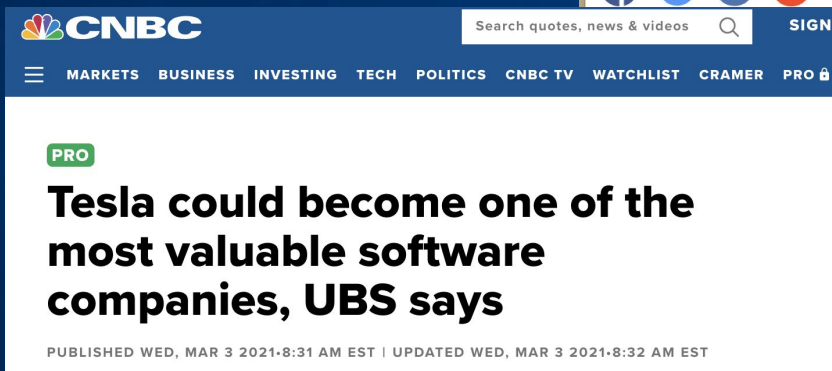 CNBC
Search quotes, news & videos
SIGN
MARKETS BUSINESS INVESTING TECH POLITICS CNBC TV WATCHLIST CRAMER PRO
PRO
Tesla could become one of the
most valuable software
companies, UBS says
PUBLISHED WED, MAR 3 2021•8:31 AM EST | UPDATED WED, MAR 3 2021•8:32 AM EST